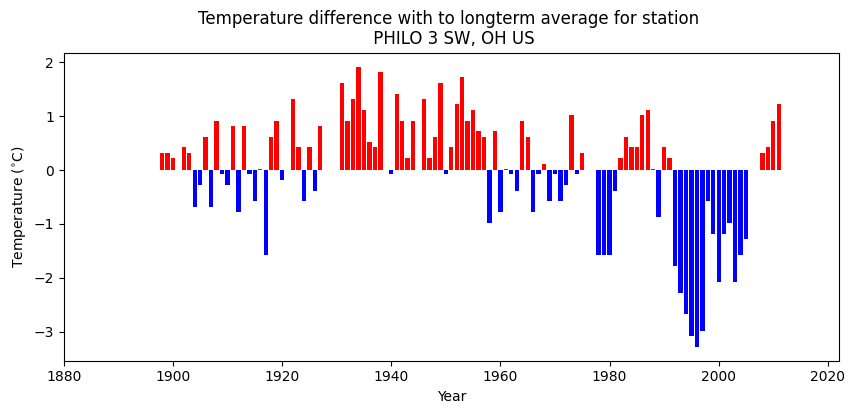 Temperature difference with to longterm average for station
PHILO 3 SW, OH US
Temperature (°C)
2
1
0
−1
−2
−3
1880 1900 1920 1940 1960 1980 2000 2020
Year